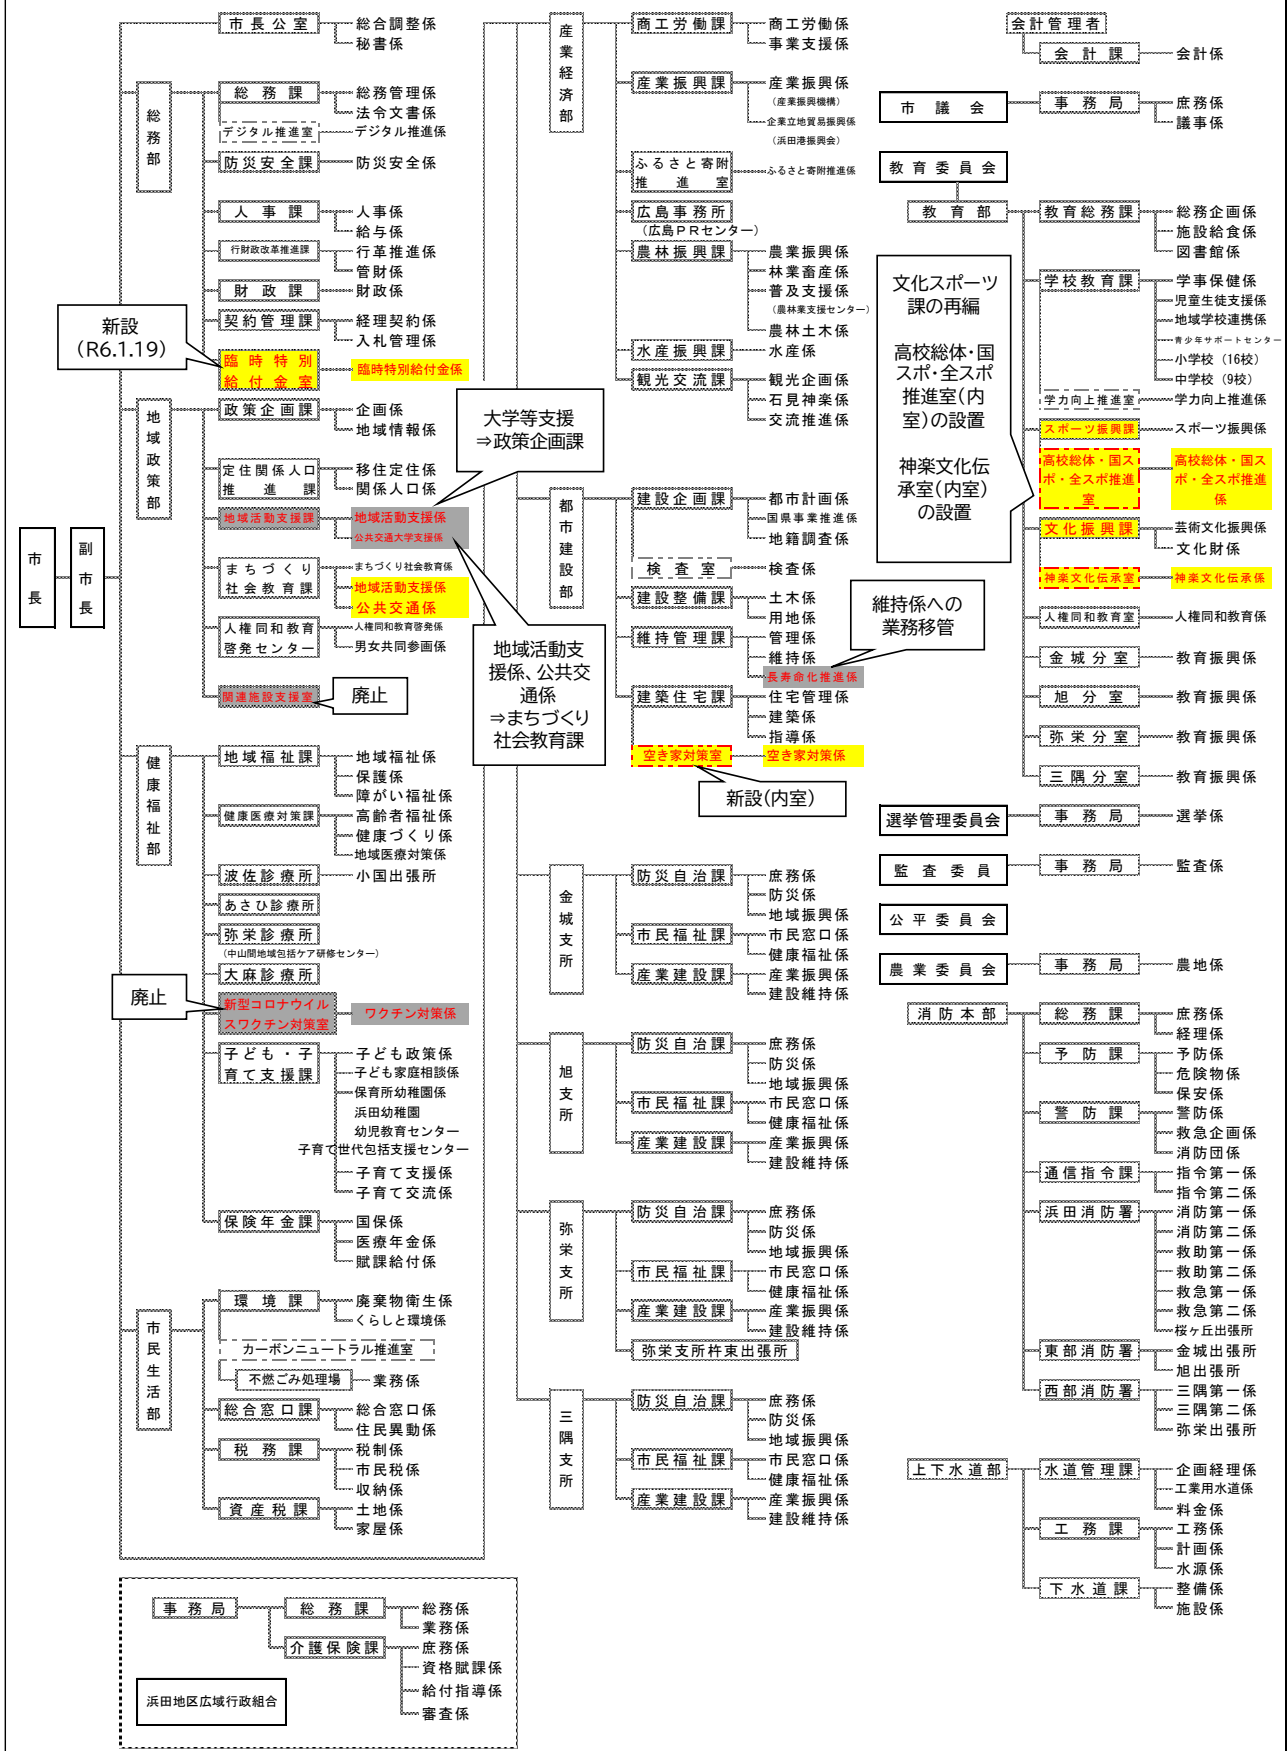 市長
副市長
市長公室
総合調整係
秘書係
総務部
総務課
総務管理係
法令文書係
デジタル推進室
デジタル推進係
防災安全課
防災安全係
人事課
人事係
給与係
行財政改革推進課
行革推進係
管財係
財政課
財政係
契約管理課
経理契約係
入札管理係
新設
(R6.1.19)
臨時特別
給付金室
臨時特別給付金係
地域政策部
政策企画課
企画係
地域情報係
定住関係人口
推進課
移住定住係
関係人口係
地域活動支援課
地域活動支援係
公共交通大学支援係
大学等支援
⇒政策企画課
まちづくり
社会教育課
まちづくり社会教育係
地域活動支援係
公共交通係
人権同和教育
啓発センター
人権同和教育啓発係
男女共同参画係
地域活動支
援係、公共交
通係
⇒まちづくり
社会教育課
関連施設支援室
廃止
健康福祉部
地域福祉課
地域福祉係
保護係
障がい福祉係
健康医療対策課
高齢者福祉係
健康づくり係
地域医療対策係
波佐診療所
小国出張所
あさひ診療所
弥栄診療所
(中山間地域包括ケア研修センター)
大麻診療所
廃止
新型コロナウイル
スワクチン対策室
ワクチン対策係
子ども・子
育て支援課
子ども政策係
子ども家庭相談係
保育所幼稚園係
浜田幼稚園
幼児教育センター
子育て世代包括支援センター
子育て支援係
子育て交流係
保険年金課
国保係
医療年金係
賦課給付係
市民生活部
環境課
廃棄物衛生係
くらしと環境係
カーボンニュートラル推進室
不燃ごみ処理場
業務係
総合窓口課
総合窓口係
住民異動係
税務課
税制係
市民税係
収納係
資産税課
土地係
家屋係
事務局
総務課
総務係
業務係
介護保険課
庶務係
資格賦課係
給付指導係
審査係
浜田地区広域行政組合
産業経済部
商工労働課
商工労働係
事業支援係
産業振興課
産業振興係
(産業振興機構)
企業立地貿易振興係
(浜田港振興会)
ふるさと寄附
推進室
ふるさと寄附推進係
広島事務所
(広島PRセンター)
農林振興課
農業振興係
林業畜産係
普及支援係
(農林業支援センター)
農林土木係
水産振興課
水産係
観光交流課
観光企画係
石見神楽係
交流推進係
都市建設部
建設企画課
都市計画係
国県事業推進係
地籍調査係
検査室
検査係
建設整備課
土木係
用地係
維持管理課
管理係
維持係
長寿命化推進係
維持係への
業務移管
建築住宅課
住宅管理係
建築係
指導係
空き家対策室
空き家対策係
新設(内室)
金城支所
防災自治課
庶務係
防災係
地域振興係
市民福祉課
市民窓口係
健康福祉係
産業建設課
産業振興係
建設維持係
旭支所
防災自治課
庶務係
防災係
地域振興係
市民福祉課
市民窓口係
健康福祉係
産業建設課
産業振興係
建設維持係
弥栄支所
防災自治課
庶務係
防災係
地域振興係
市民福祉課
市民窓口係
健康福祉係
産業建設課
産業振興係
建設維持係
弥栄支所杵束出張所
三隅支所
防災自治課
庶務係
防災係
地域振興係
市民福祉課
市民窓口係
健康福祉係
産業建設課
産業振興係
建設維持係
会計管理者
会計課
会計係
市議会
事務局
庶務係
議事係
教育委員会
教育部
教育総務課
総務企画係
施設給食係
図書館係
学校教育課
学事保健係
児童生徒支援係
地域学校連携係
青少年サポートセンター
小学校(16校)
中学校(9校)
学力向上推進室
学力向上推進係
文化スポーツ
課の再編
高校総体・国
スポ・全スポ
推進室(内
室)の設置
神楽文化伝
承室(内室)
の設置
スポーツ振興課
スポーツ振興係
高校総体・国ス
ポ・全スポ推進
室
高校総体・国ス
ポ・全スポ推進
係
文化振興課
芸術文化振興係
文化財係
神楽文化伝承室
神楽文化伝承係
人権同和教育室
人権同和教育係
金城分室
教育振興係
旭分室
教育振興係
弥栄分室
教育振興係
三隅分室
教育振興係
選挙管理委員会
事務局
選挙係
監査委員
事務局
監査係
公平委員会
農業委員会
事務局
農地係
消防本部
総務課
庶務係
経理係
予防課
予防係
危険物係
保安係
警防課
警防係
救急企画係
消防団係
通信指令課
指令第一係
指令第二係
浜田消防署
消防第一係
消防第二係
救助第一係
救助第二係
救急第一係
救急第二係
桜ヶ丘出張所
東部消防署
金城出張所
旭出張所
西部消防署
三隅第一係
三隅第二係
弥栄出張所
上下水道部
水道管理課
企画経理係
工業用水道係
料金係
工務課
工務係
計画係
水源係
下水道課
整備係
施設係